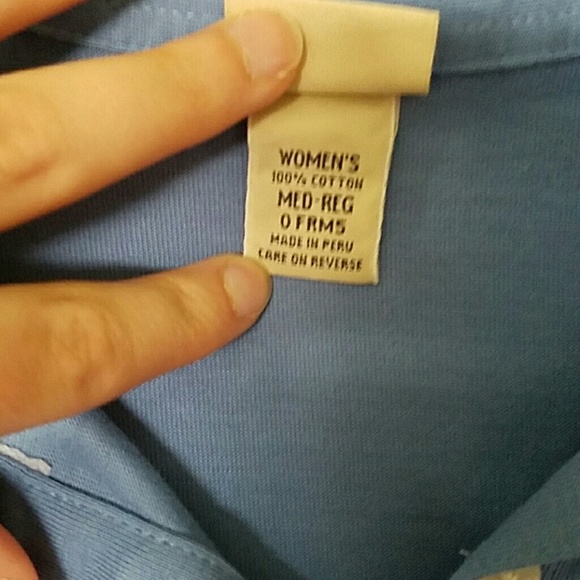 WOMEN'S
100% COTTON
MED-REG
0 FRM5
MADE IN PERU
CARE ON REVERSE